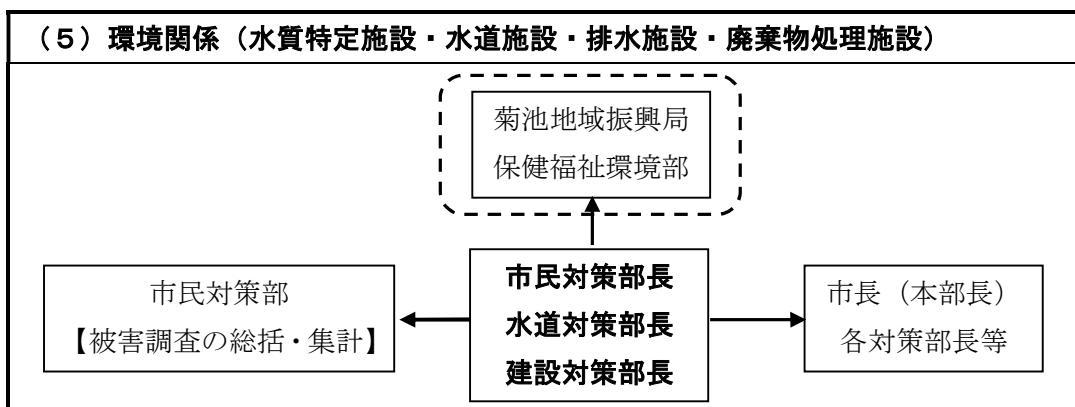 (5)環境関係(水質特定施設・水道施設・排水施設・廃棄物処理施設)
菊池地域振興局
保健福祉環境部
市民対策部
【被害調査の総括・集計】
市民対策部長
水道対策部長
建設対策部長
市長(本部長)
各対策部長等